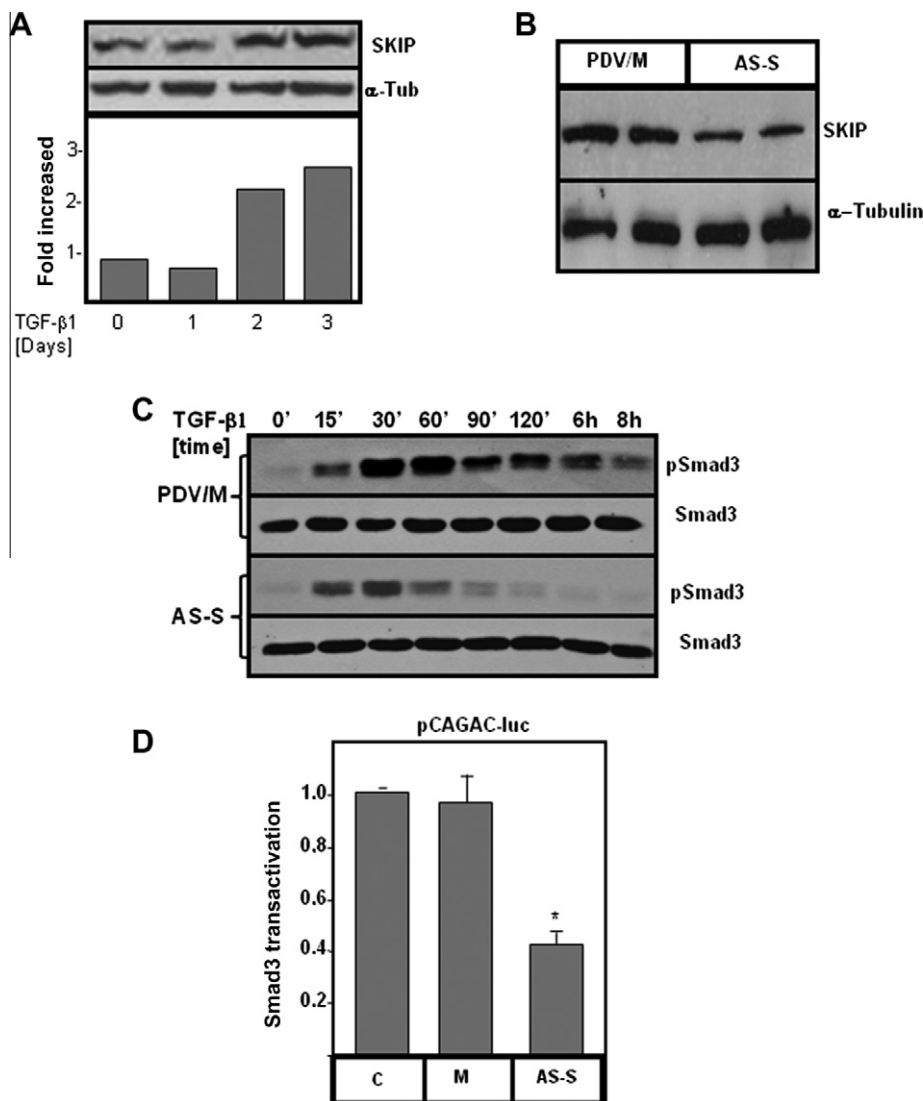 A
SKIP
α-Tub
Fold increased
3-
2-
1-
TGF-β1 0 1 2 3
[Days]
B
PDV/M AS-S
SKIP
α–Tubulin
C
TGF-β1 0’ 15’ 30’ 60’ 90’ 120’ 6h 8h
[time]
PDV/M
pSmad3
Smad3
AS-S
pSmad3
Smad3
D
pCAGAC-luc
Smad3 transactivation
1.0
0.8
0.6
0.4
0.2
*
C M AS-S